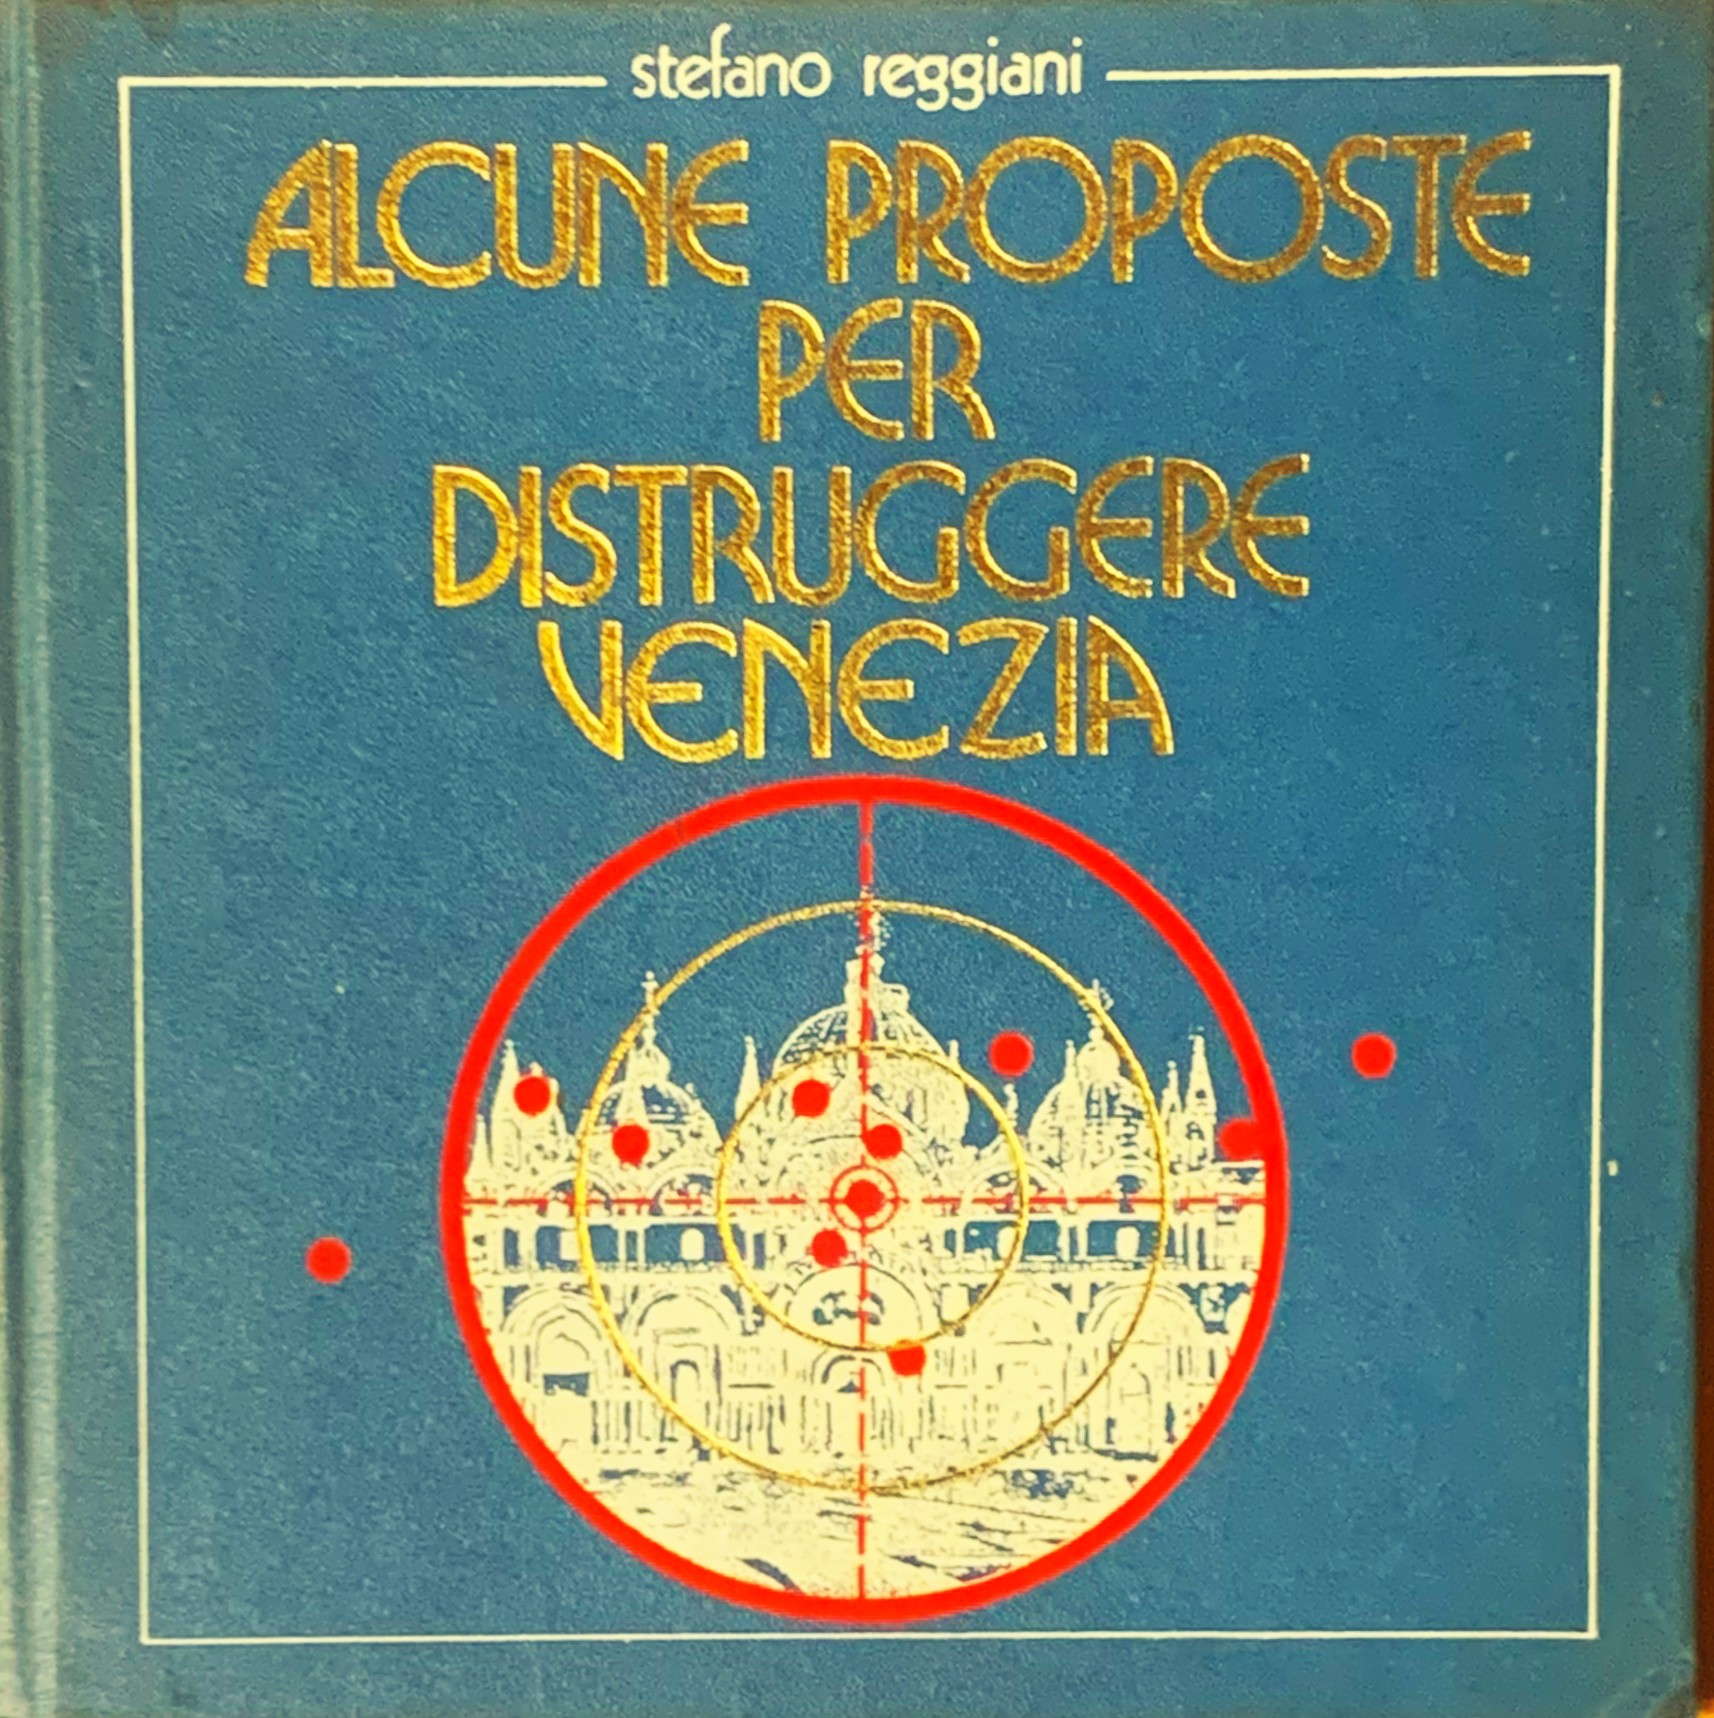 stefano reggiani
ALCUNE PROPOSTE
PER
DISTRUGGERE
VENEZIA